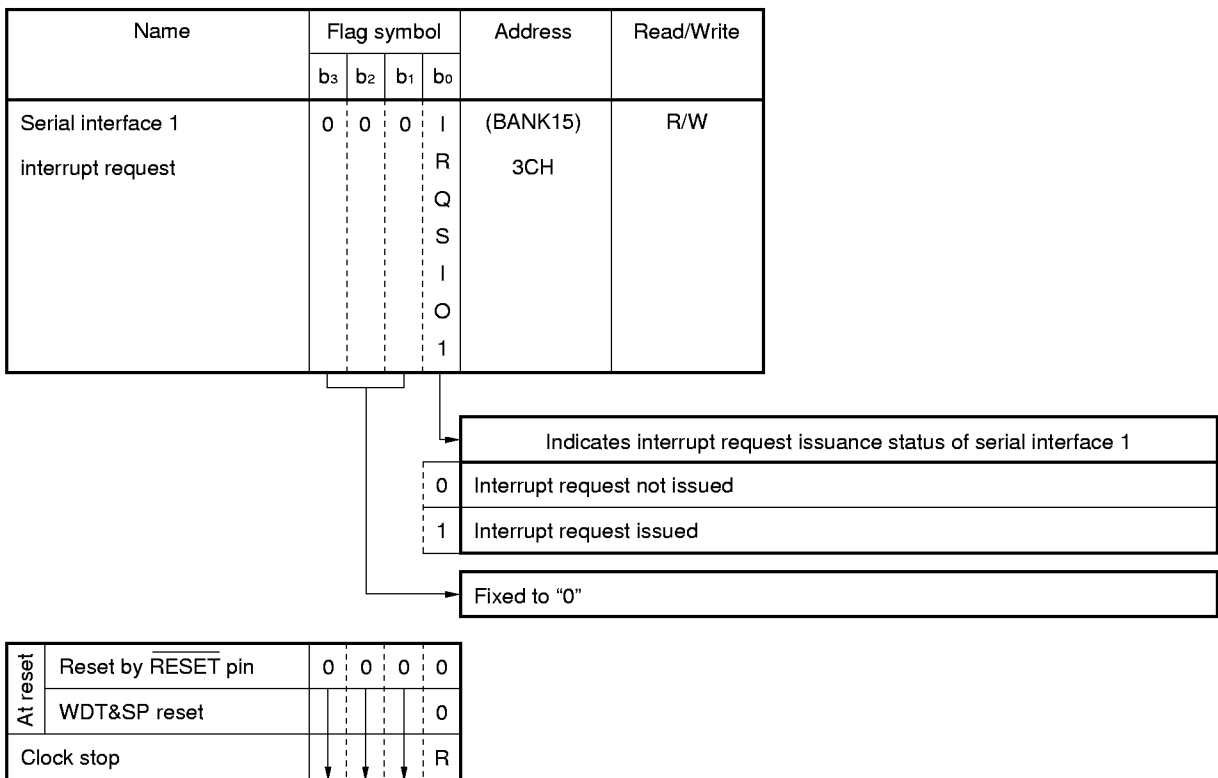 Name Flag symbol Address Read/Write
b3 b2 b1 b0
Serial interface 1 0 0 0 I (BANK15) R/W
interrupt request R 3CH
Q
S
I
O
1
Indicates interrupt request issuance status of serial interface 1
0 Interrupt request not issued
1 Interrupt request issued
Fixed to “0”
At reset
Reset by RESET pin 0 0 0 0
WDT&SP reset 0
Clock stop R